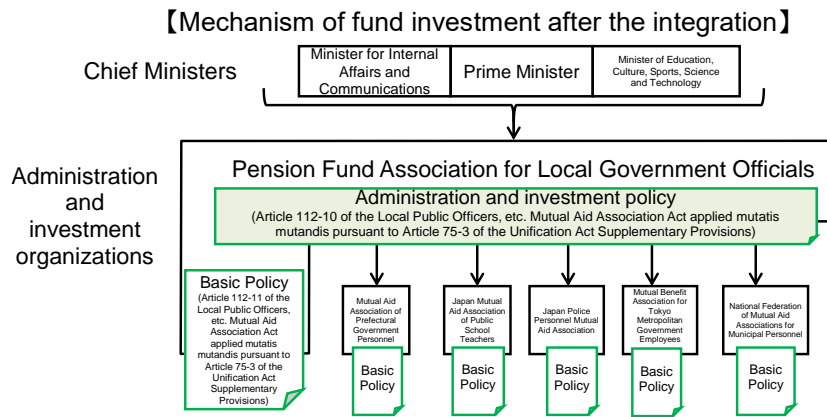 【Mechanism of fund investment after the integration】
Chief Ministers
Minister for Internal
Affairs and
Communications
Prime Minister
Minister of Education,
Culture, Sports, Science
and Technology
Administration
and
investment
organizations
Pension Fund Association for Local Government Officials
Administration and investment policy
(Article 112-10 of the Local Public Officers, etc. Mutual Aid Association Act applied mutatis
mutandis pursuant to Article 75-3 of the Unification Act Supplementary Provisions)
Basic Policy
(Article 112-11 of the
Local Public Officers,
etc. Mutual Aid
Association Act
applied mutatis
mutandis pursuant to
Article 75-3 of the
Unification Act
Supplementary
Provisions)
Mutual Aid
Association of
Prefectural
Government
Personnel
Basic
Policy
Japan Mutual
Aid Association
of Public
School
Teachers
Basic
Policy
Japan Police
Personnel Mutual
Aid Association
Basic
Policy
Mutual Benefit
Association for
Tokyo
Metropolitan
Government
Employees
Basic
Policy
National Federation
of Mutual Aid
Associations for
Municipal Personnel
Basic
Policy